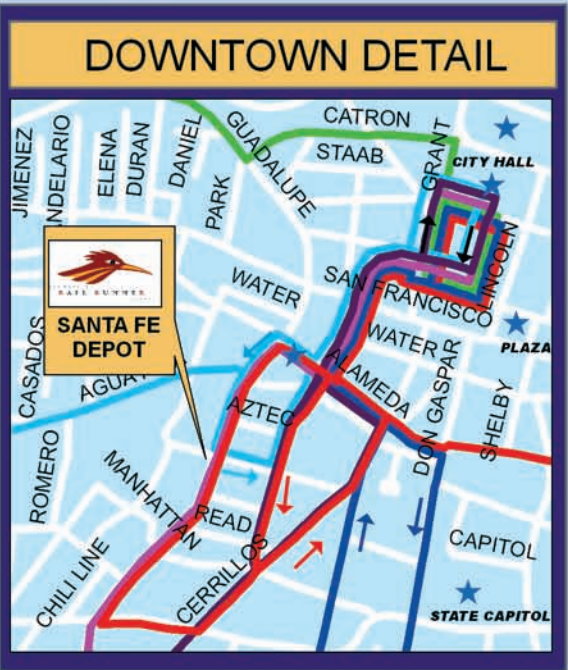 DOWNTOWN DETAIL
CATRON
GUADALUPE
STAAB
GRANT
CITY HALL
JIMENEZ
NDELARIO
ELENA
DURAN
DANIEL
PARK
LINCOLN
WATER
SAN FRANCISCO
RAIL RUNNER
SANTA FE
DEPOT
WATER
PLAZA
CASADOS
AGUA
ALAMEDA
AZTEC
DON GASPAR
SHELBY
ROMERO
MANHATTAN
READ
CAPITOL
CHILI LINE
CERRILLOS
STATE CAPITOL